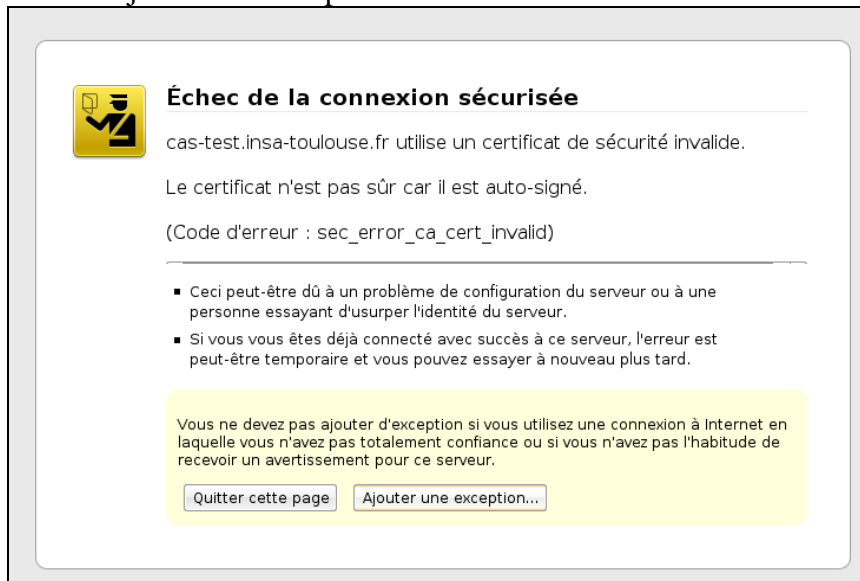 Échec de la connexion sécurisée
cas-test.insa-toulouse.fr utilise un certificat de sécurité invalide.
Le certificat n'est pas sûr car il est auto-signé.
(Code d'erreur : sec_error_ca_cert_invalid)
Ceci peut-être dû à un problème de configuration du serveur ou à une
personne essayant d'usurper l'identité du serveur.
Si vous vous êtes déjà connecté avec succès à ce serveur, l'erreur est
peut-être temporaire et vous pouvez essayer à nouveau plus tard.
Vous ne devez pas ajouter d'exception si vous utilisez une connexion à Internet en
laquelle vous n'avez pas totalement confiance ou si vous n'avez pas l'habitude de
recevoir un avertissement pour ce serveur.
Quitter cette page Ajouter une exception...